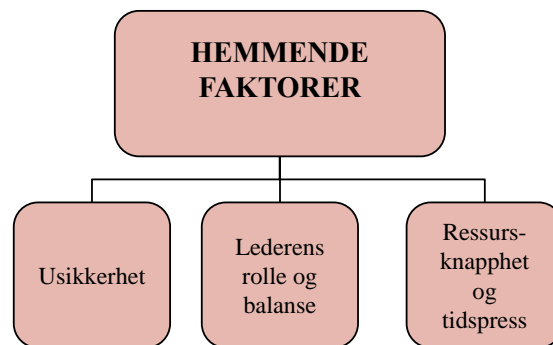 HEMMENDE
FAKTORER
Usikkerhet
Lederens
rolle og
balanse
Ressurs-
knapphet
og
tidspress